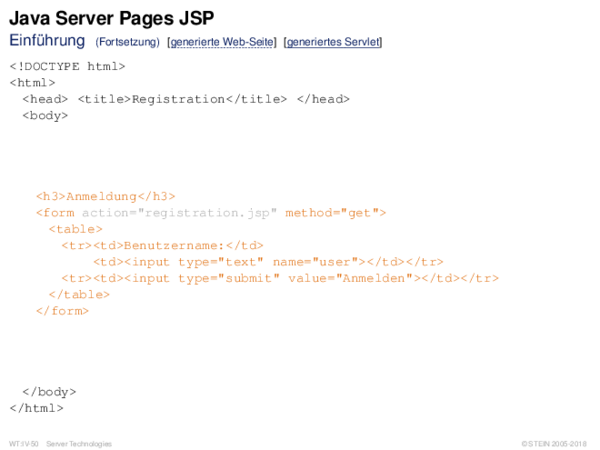 Java Server Pages JSP
Einführung (Fortsetzung) [generierte Web-Seite] [generiertes Servlet]
<!DOCTYPE html>
<html>
<head> <title>Registration</title> </head>
<body>
<h3>Anmeldung</h3>
<form action="registration.jsp" method="get">
<table>
<tr><td>Benutzername:</td>
<td><input type="text" name="user"></td></tr>
<tr><td><input type="submit" value="Anmelden"></td></tr>
</table>
</form>
</body>
</html>
WT:IV-50 Server Technologies © STEIN 2005-2018